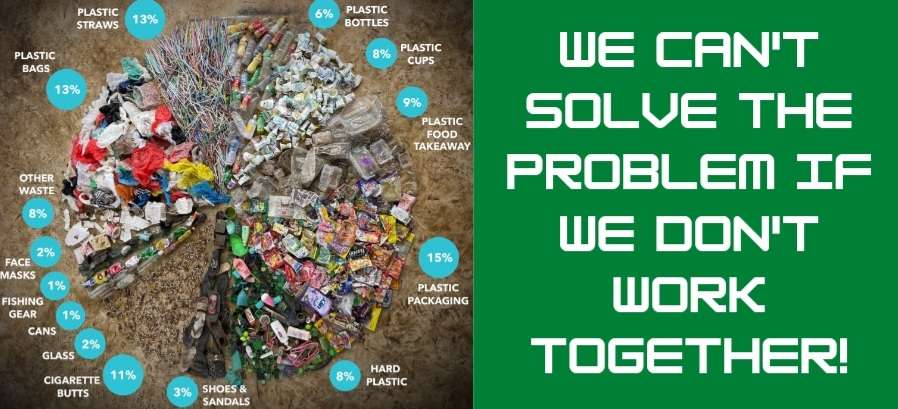 PLASTIC
STRAWS
13%
6%
PLASTIC
BOTTLES
8%
PLASTIC
CUPS
9%
PLASTIC
FOOD
TAKEAWAY
15%
PLASTIC
PACKAGING
8%
HARD
PLASTIC
3%
SHOES &
SANDALS
11%
CIGARETTE
BUTTS
2%
GLASS
1%
CANS
1%
FISHING
GEAR
2%
FACE
MASKS
8%
OTHER
WASTE
13%
PLASTIC
BAGS
WE CAN'T
SOLVE THE
PROBLEM IF
WE DON'T
WORK
TOGETHER!